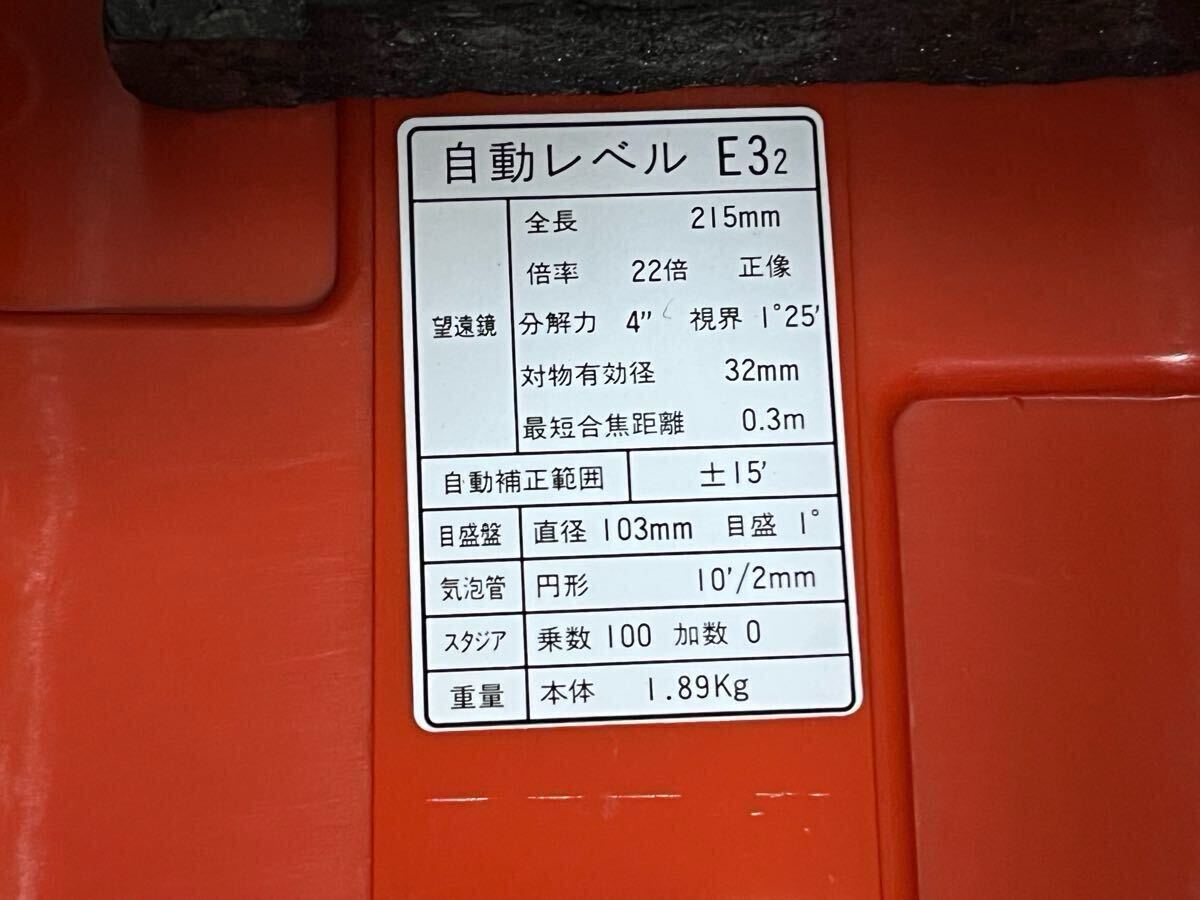 自動レベル E32
望遠鏡
全長 215mm
倍率 22倍 正像
分解力 4″ 視界 1°25′
対物有効径 32mm
最短合焦距離 0.3m
自動補正範囲 ±15′
目盛盤 直径 103mm 目盛 1°
気泡管 円形 10′/2mm
スタジア 乗数 100 加数 0
重量 本体 1.89Kg